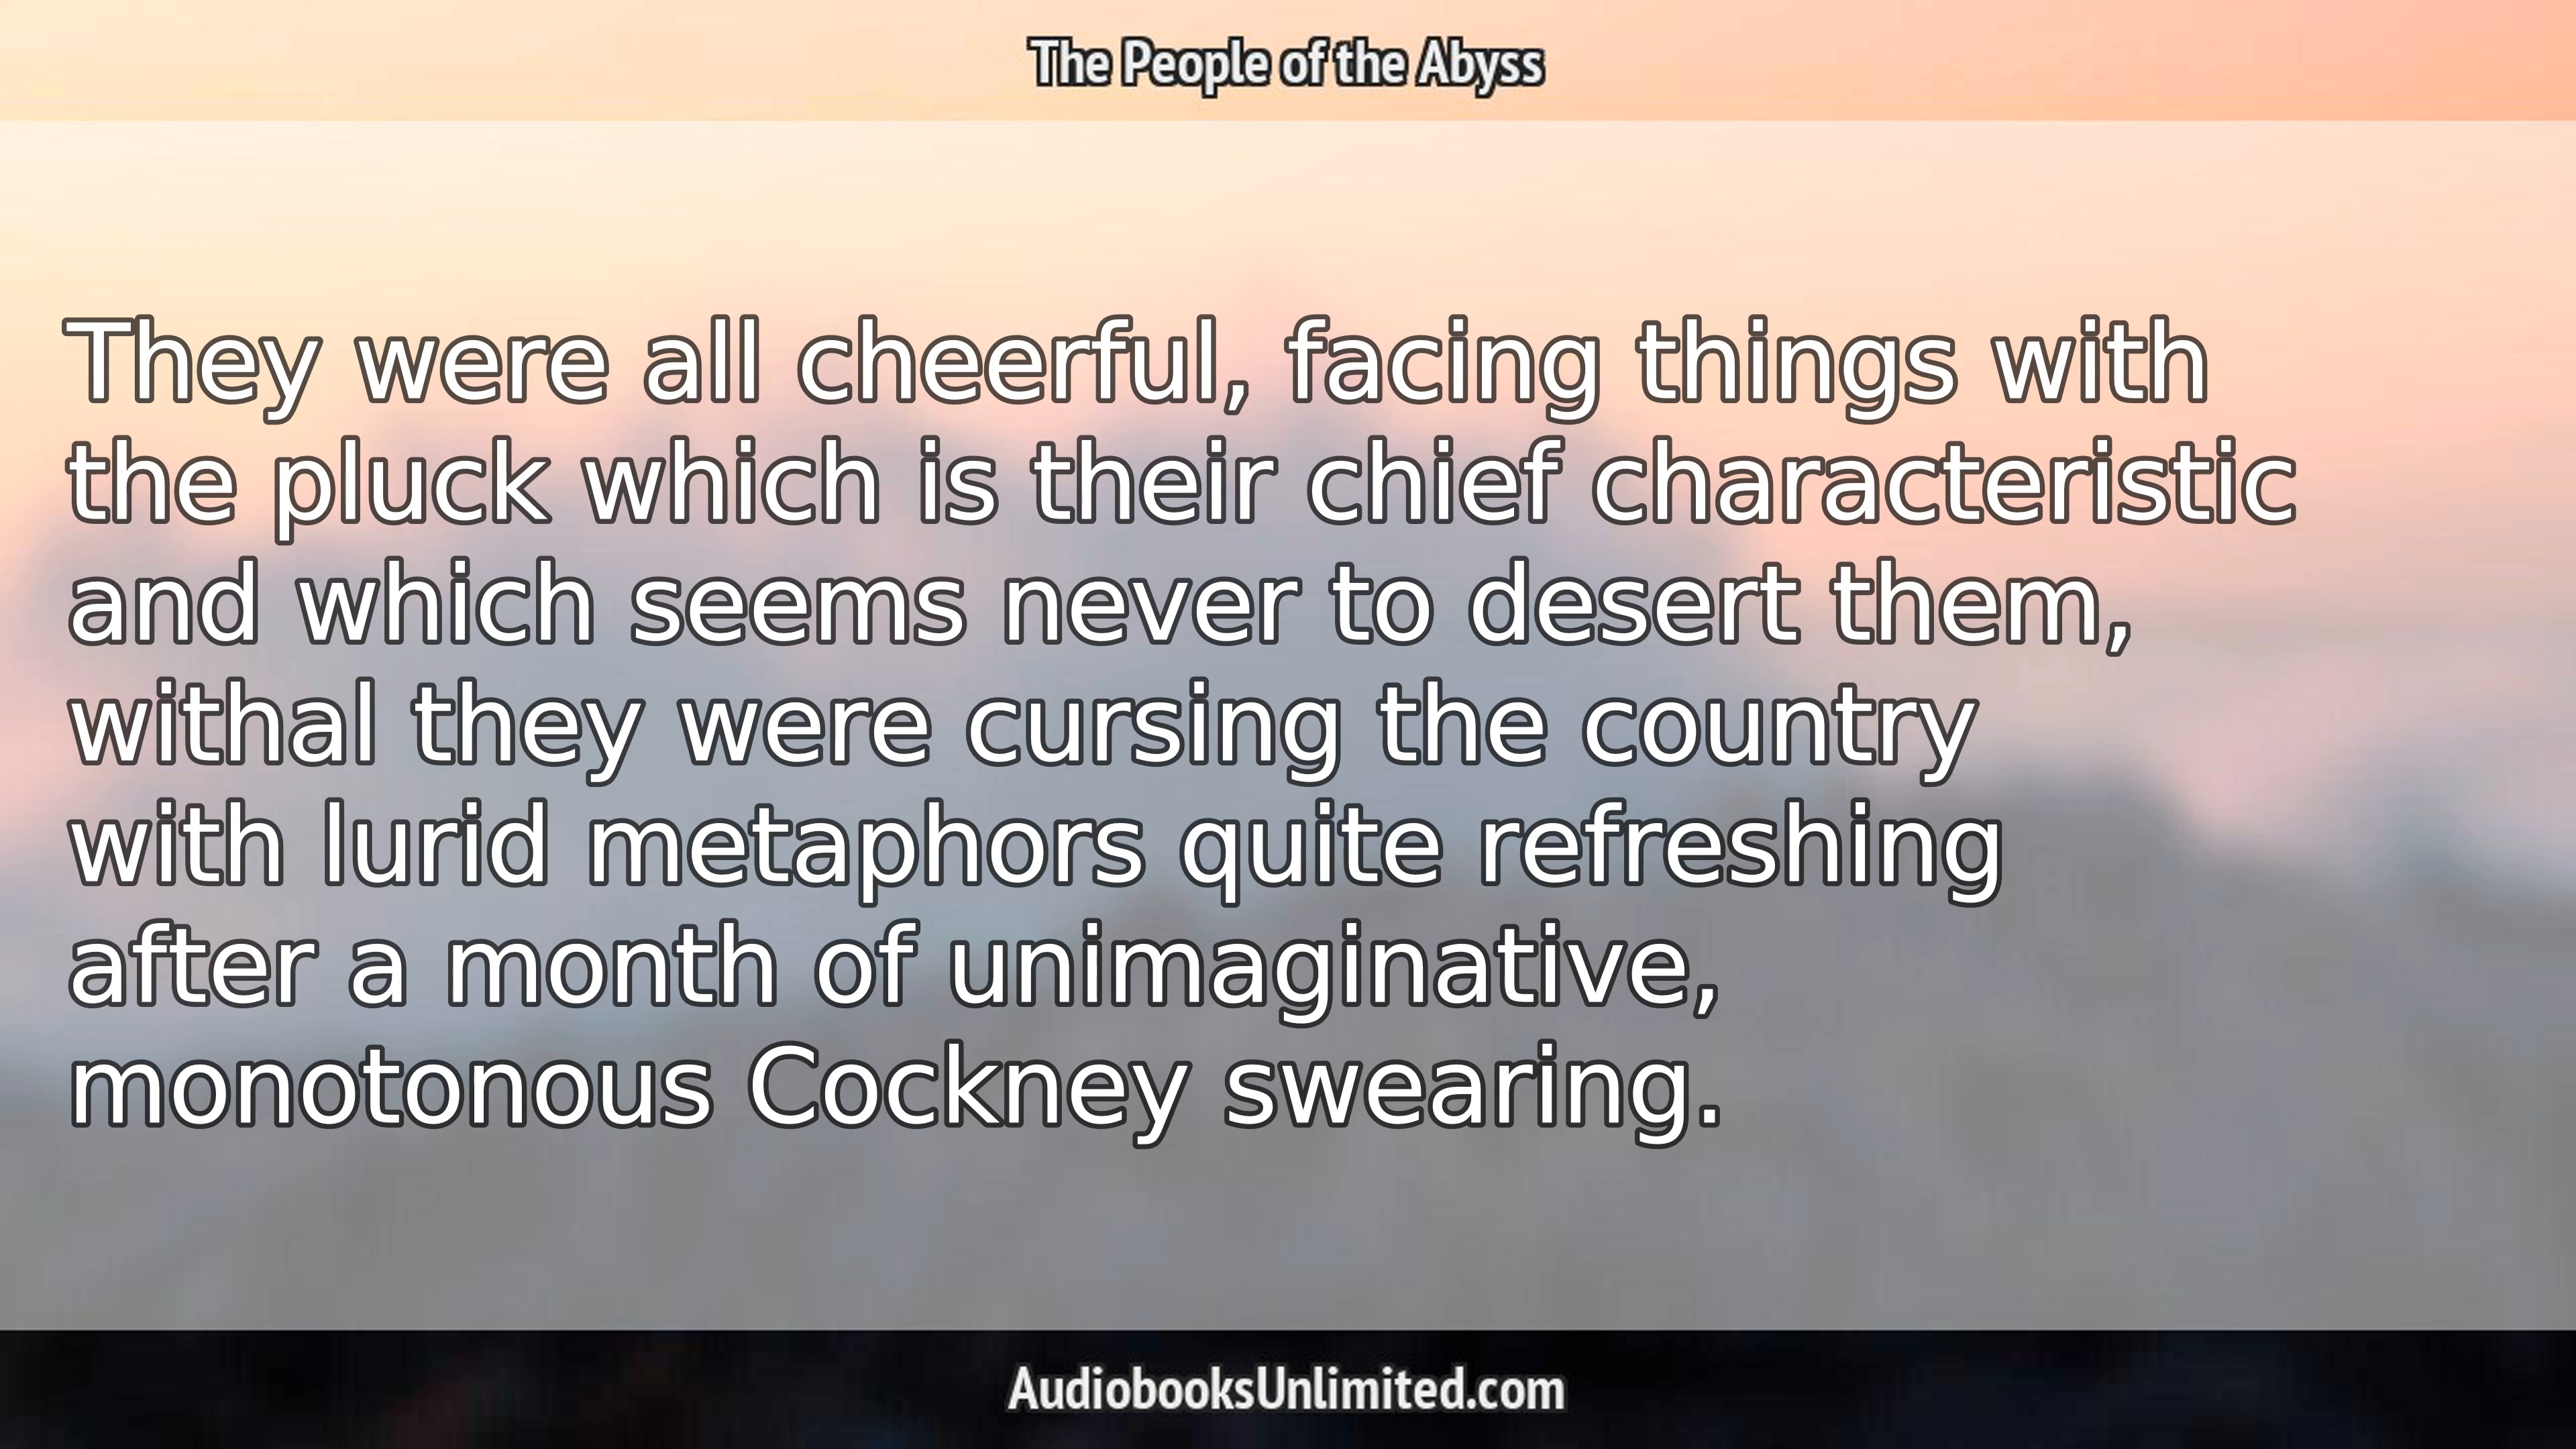 The People of the Abyss
They were all cheerful, facing things with
the pluck which is their chief characteristic
and which seems never to desert them,
withal they were cursing the country
with lurid metaphors quite refreshing
after a month of unimaginative,
monotonous Cockney swearing.
AudiobooksUnlimited.com